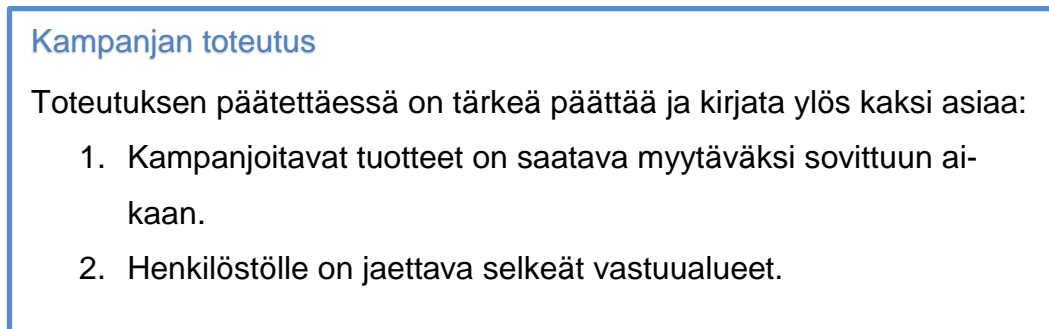 Kampanjan toteutus
Toteutuksen päätettäessä on tärkeä päättää ja kirjata ylös kaksi asiaa:
1. Kampanjoitavat tuotteet on saatava myytäväksi sovittuun ai-
kaan.
2. Henkilöstölle on jaettava selkeät vastuualueet.